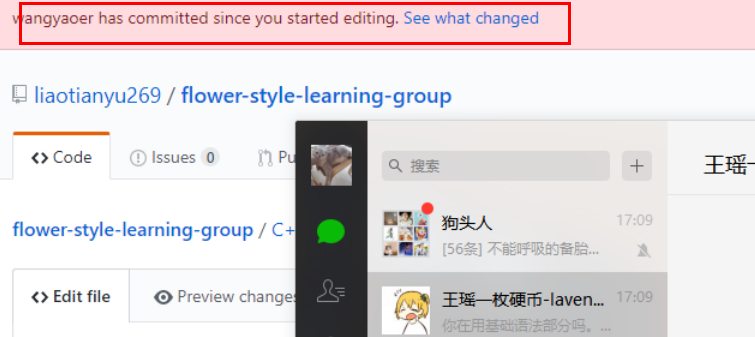 wangyaoer has committed since you started editing. See what changed
liaotianyu269 / flower-style-learning-group
Code
Issues 0
Pu
搜索
王瑶一
flower-style-learning-group / C+
狗头人
17:09
[56条] 不能呼吸的备胎...
Edit file
Preview changes
王瑶一枚硬币-laven...
17:09
你在用基础语法部分吗。...